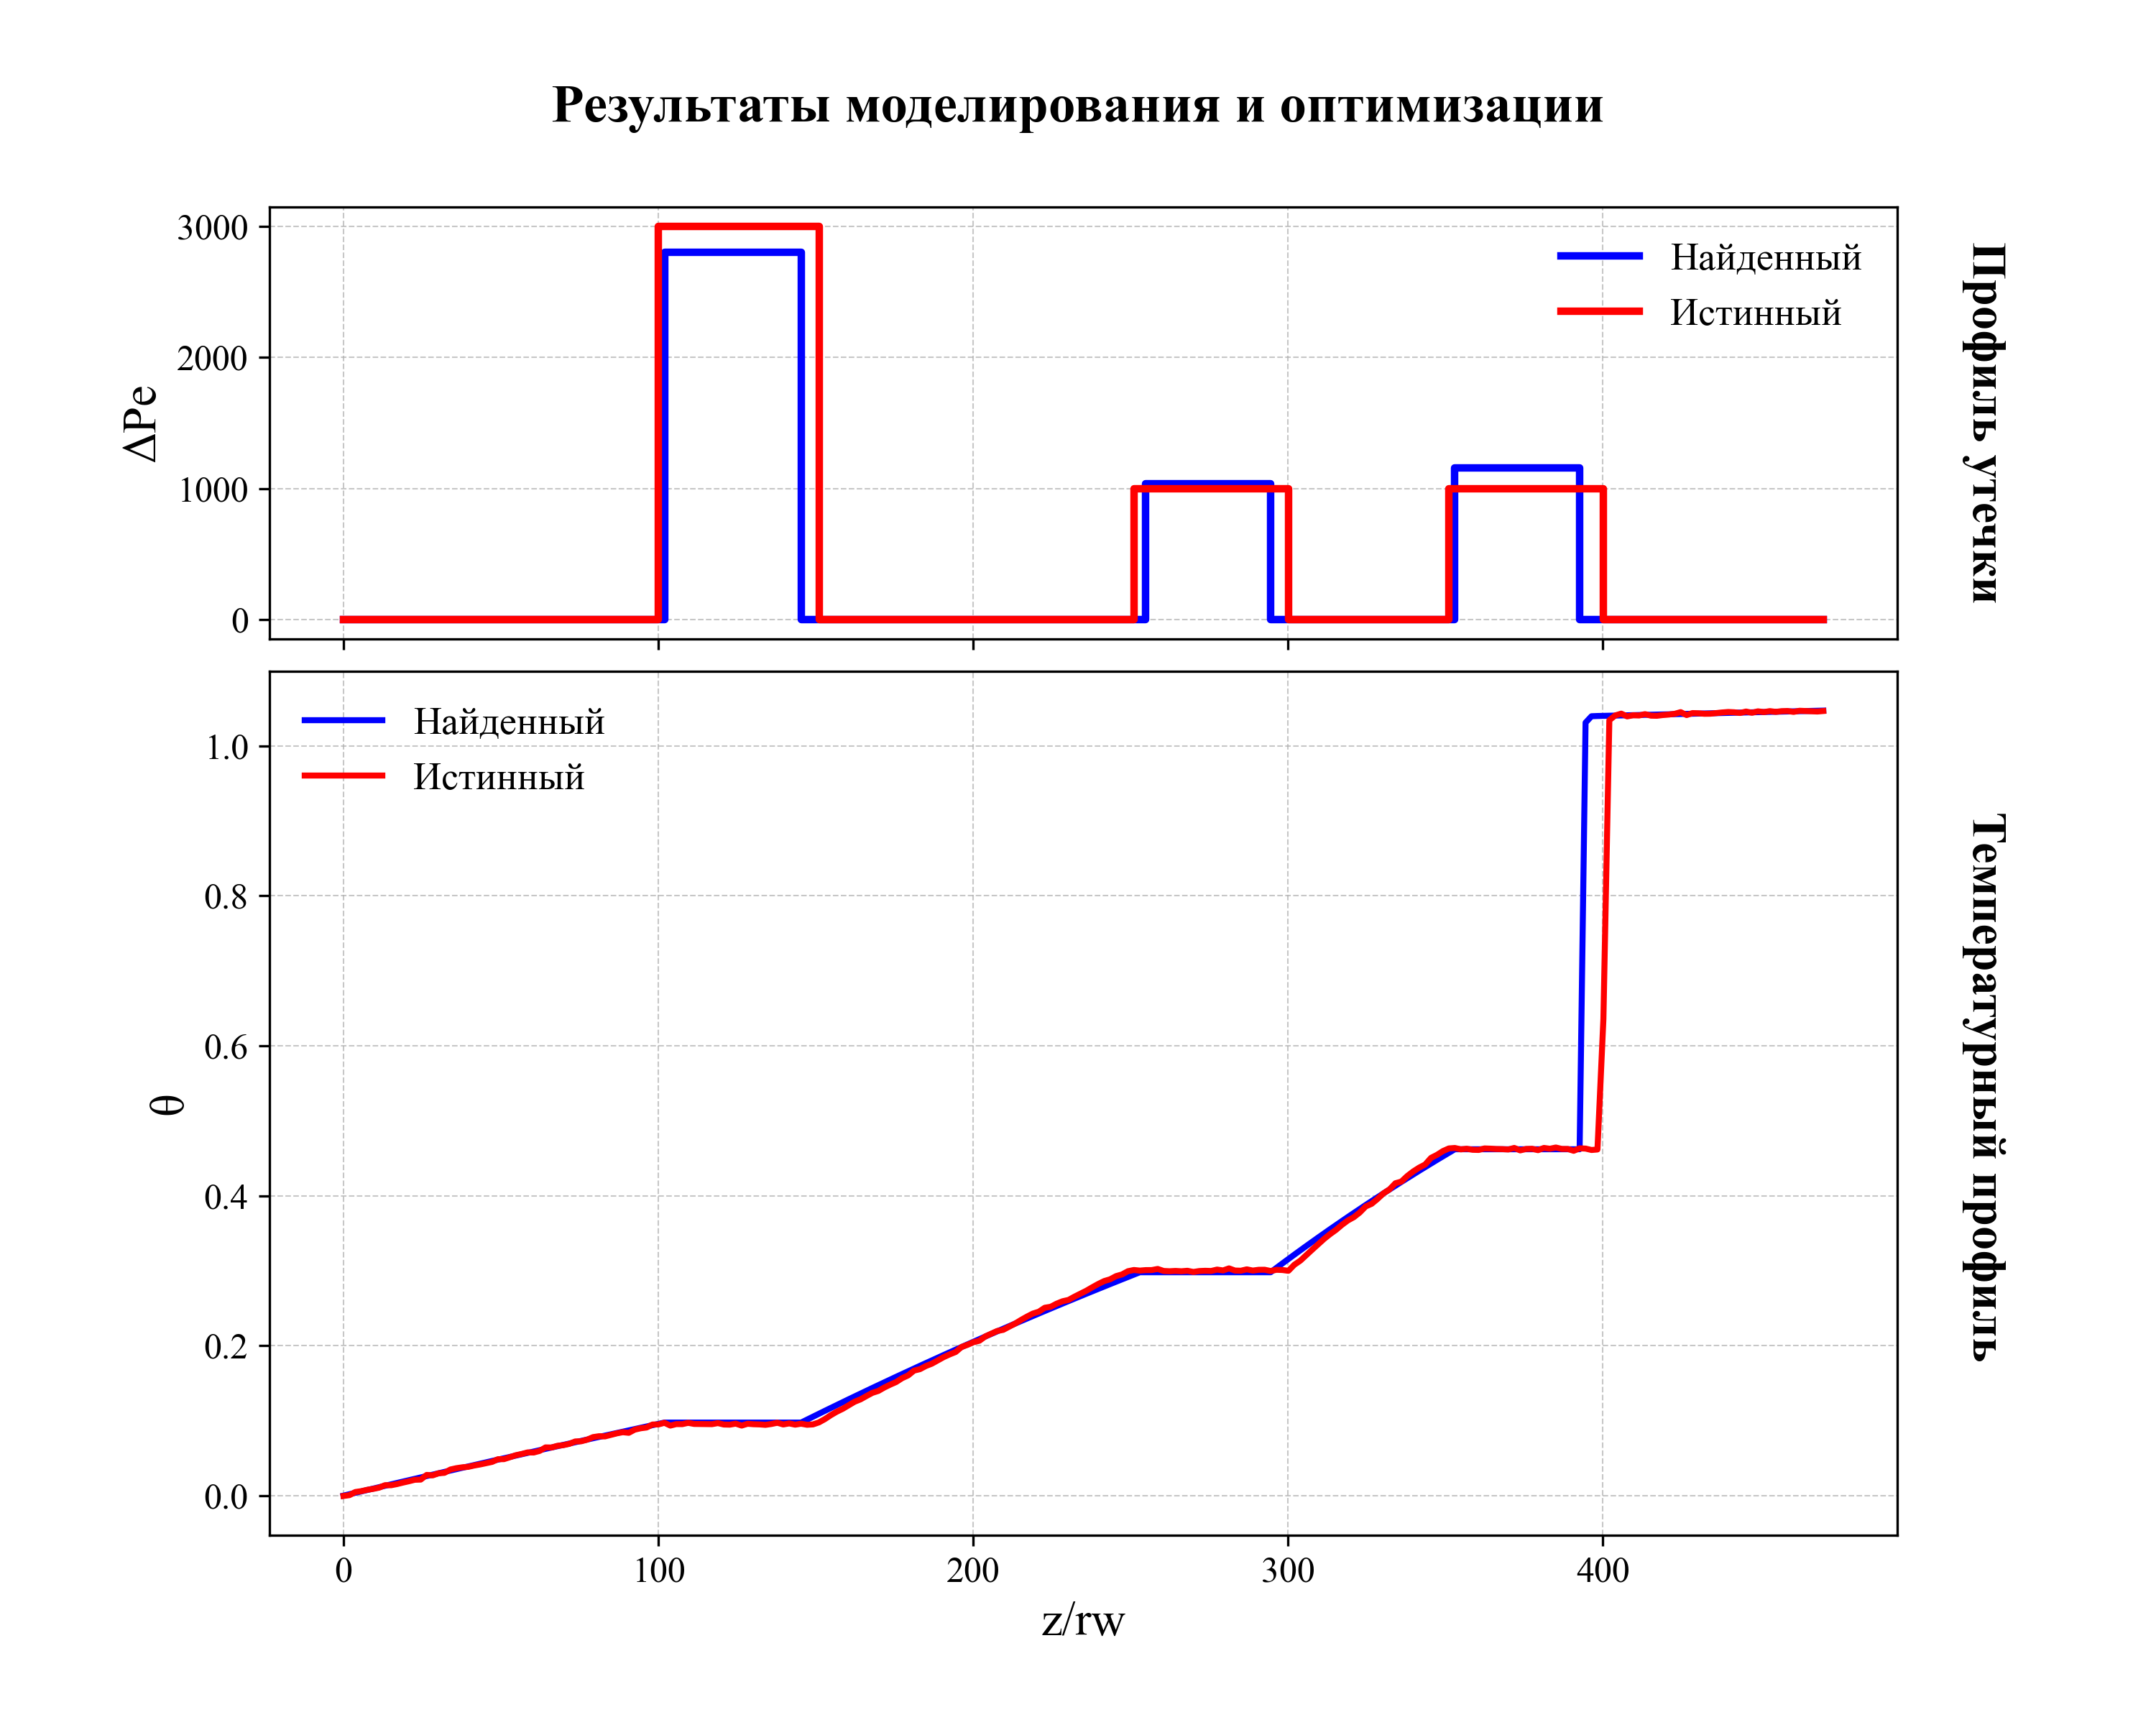 Результаты моделирования и оптимизации
3000
2000
1000
0
ΔPe
Найденный
Истинный
Профиль утечки
Найденный
Истинный
1.0
0.8
0.6
0.4
0.2
0.0
θ
Температурный профиль
0 100 200 300 400
z/rw